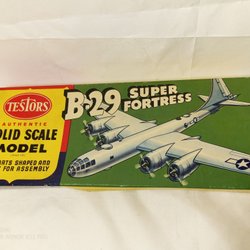 TESTORS
AUTHENTIC
OLID SCALE
MODEL
ARTS SHAPED AND
FOR ASSEMBLY
B-29
SUPER
FORTRESS